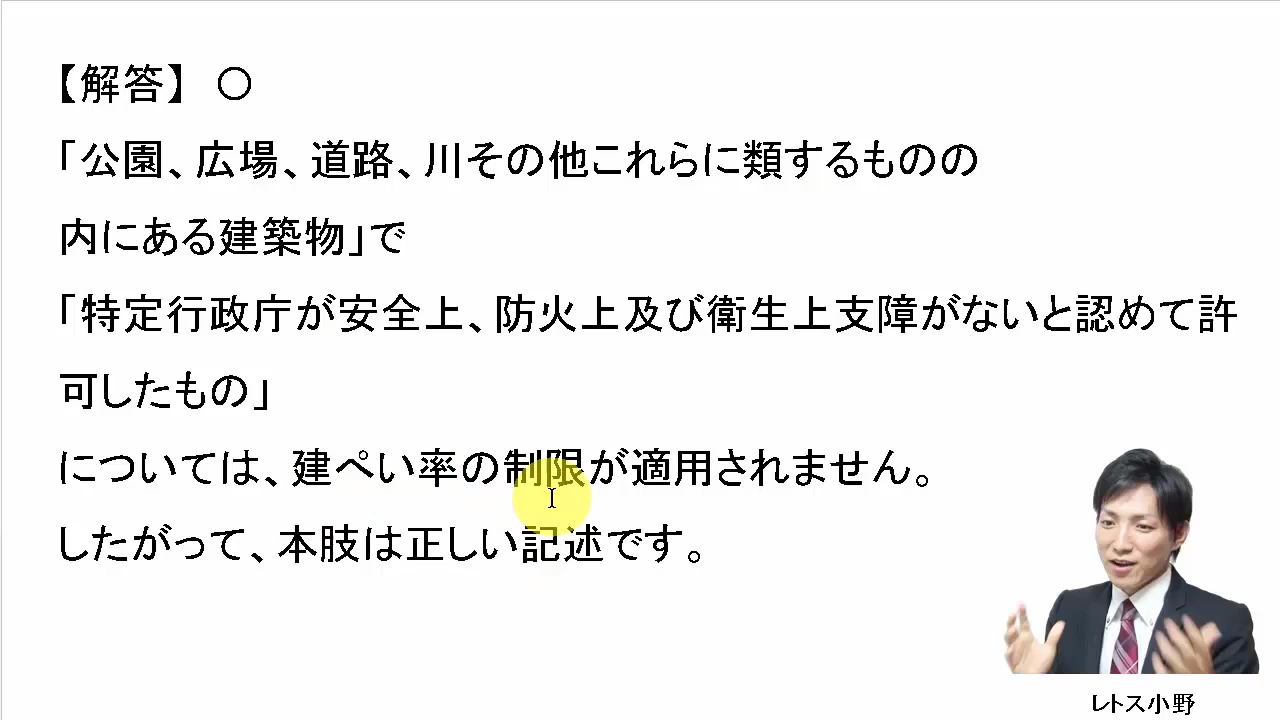 【解答】 ○
「公園、広場、道路、川その他これらに類するものの
内にある建築物」で
「特定行政庁が安全上、防火上及び衛生上支障がないと認めて許
可したもの」
については、建ぺい率の制限が適用されません。
したがって、本肢は正しい記述です。
レトス小野